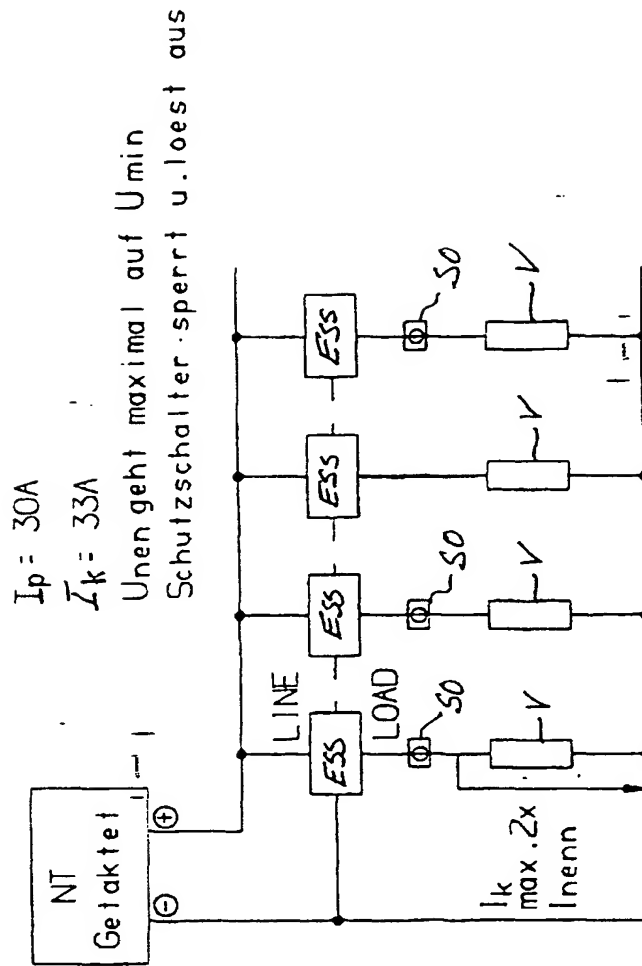 Ip = 30A
Ik = 33A
Unen geht maximal auf Umin
Schutzschalter sperrt u. loest aus
NT
Getaktet
⊖ ⊕
LINE
ESS
ESS
ESS
ESS
LOAD
SO
SO
SO
V
V
V
V
Ik
max. 2x
Inenn